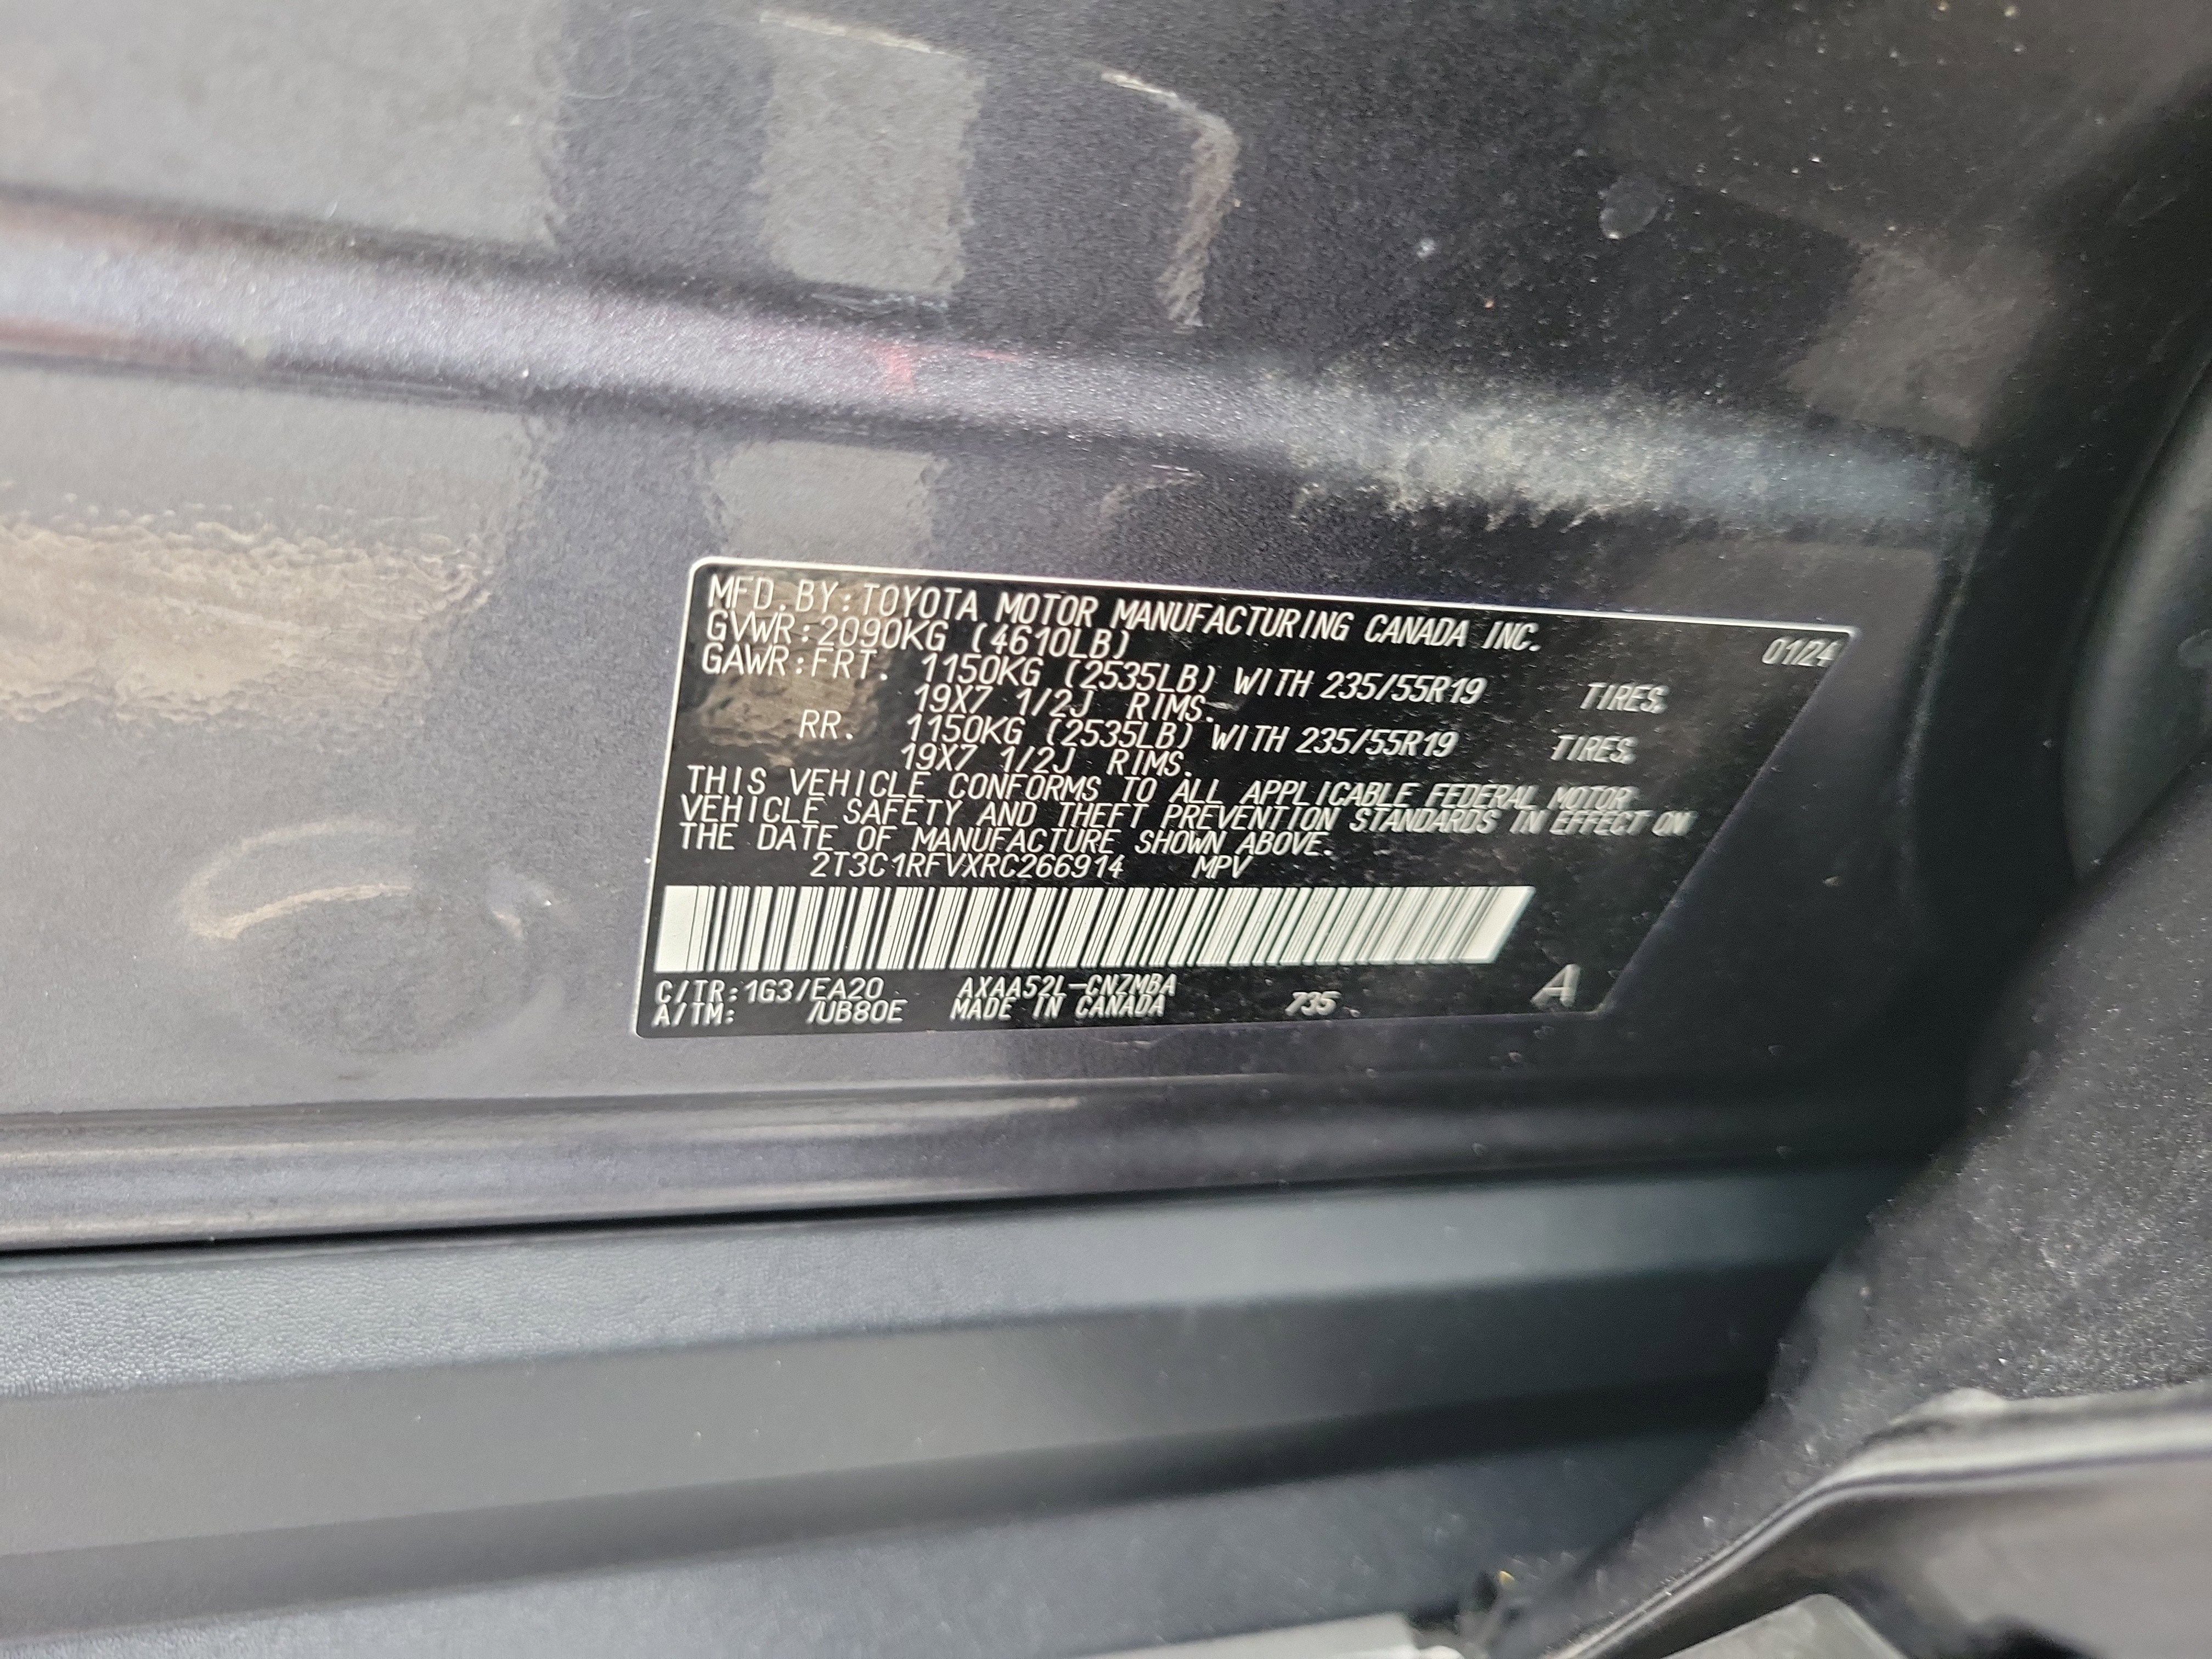 MFD.BY:TOYOTA MOTOR MANUFACTURING CANADA INC. 01/24
GVWR:2090KG (4610LB)
GAWR:FRT. 1150KG (2535LB) WITH 235/55R19 TIRES,
19X7 1/2J RIMS.
RR. 1150KG (2535LB) WITH 235/55R19 TIRES,
19X7 1/2J RIMS.
THIS VEHICLE CONFORMS TO ALL APPLICABLE FEDERAL MOTOR
VEHICLE SAFETY AND THEFT PREVENTION STANDARDS IN EFFECT ON
THE DATE OF MANUFACTURE SHOWN ABOVE.
2T3C1RFVXRC266914 MPV
C/TR:1G3/EA20 AXAA52L-CNZMBA A
A/TM: /UB80E MADE IN CANADA 735